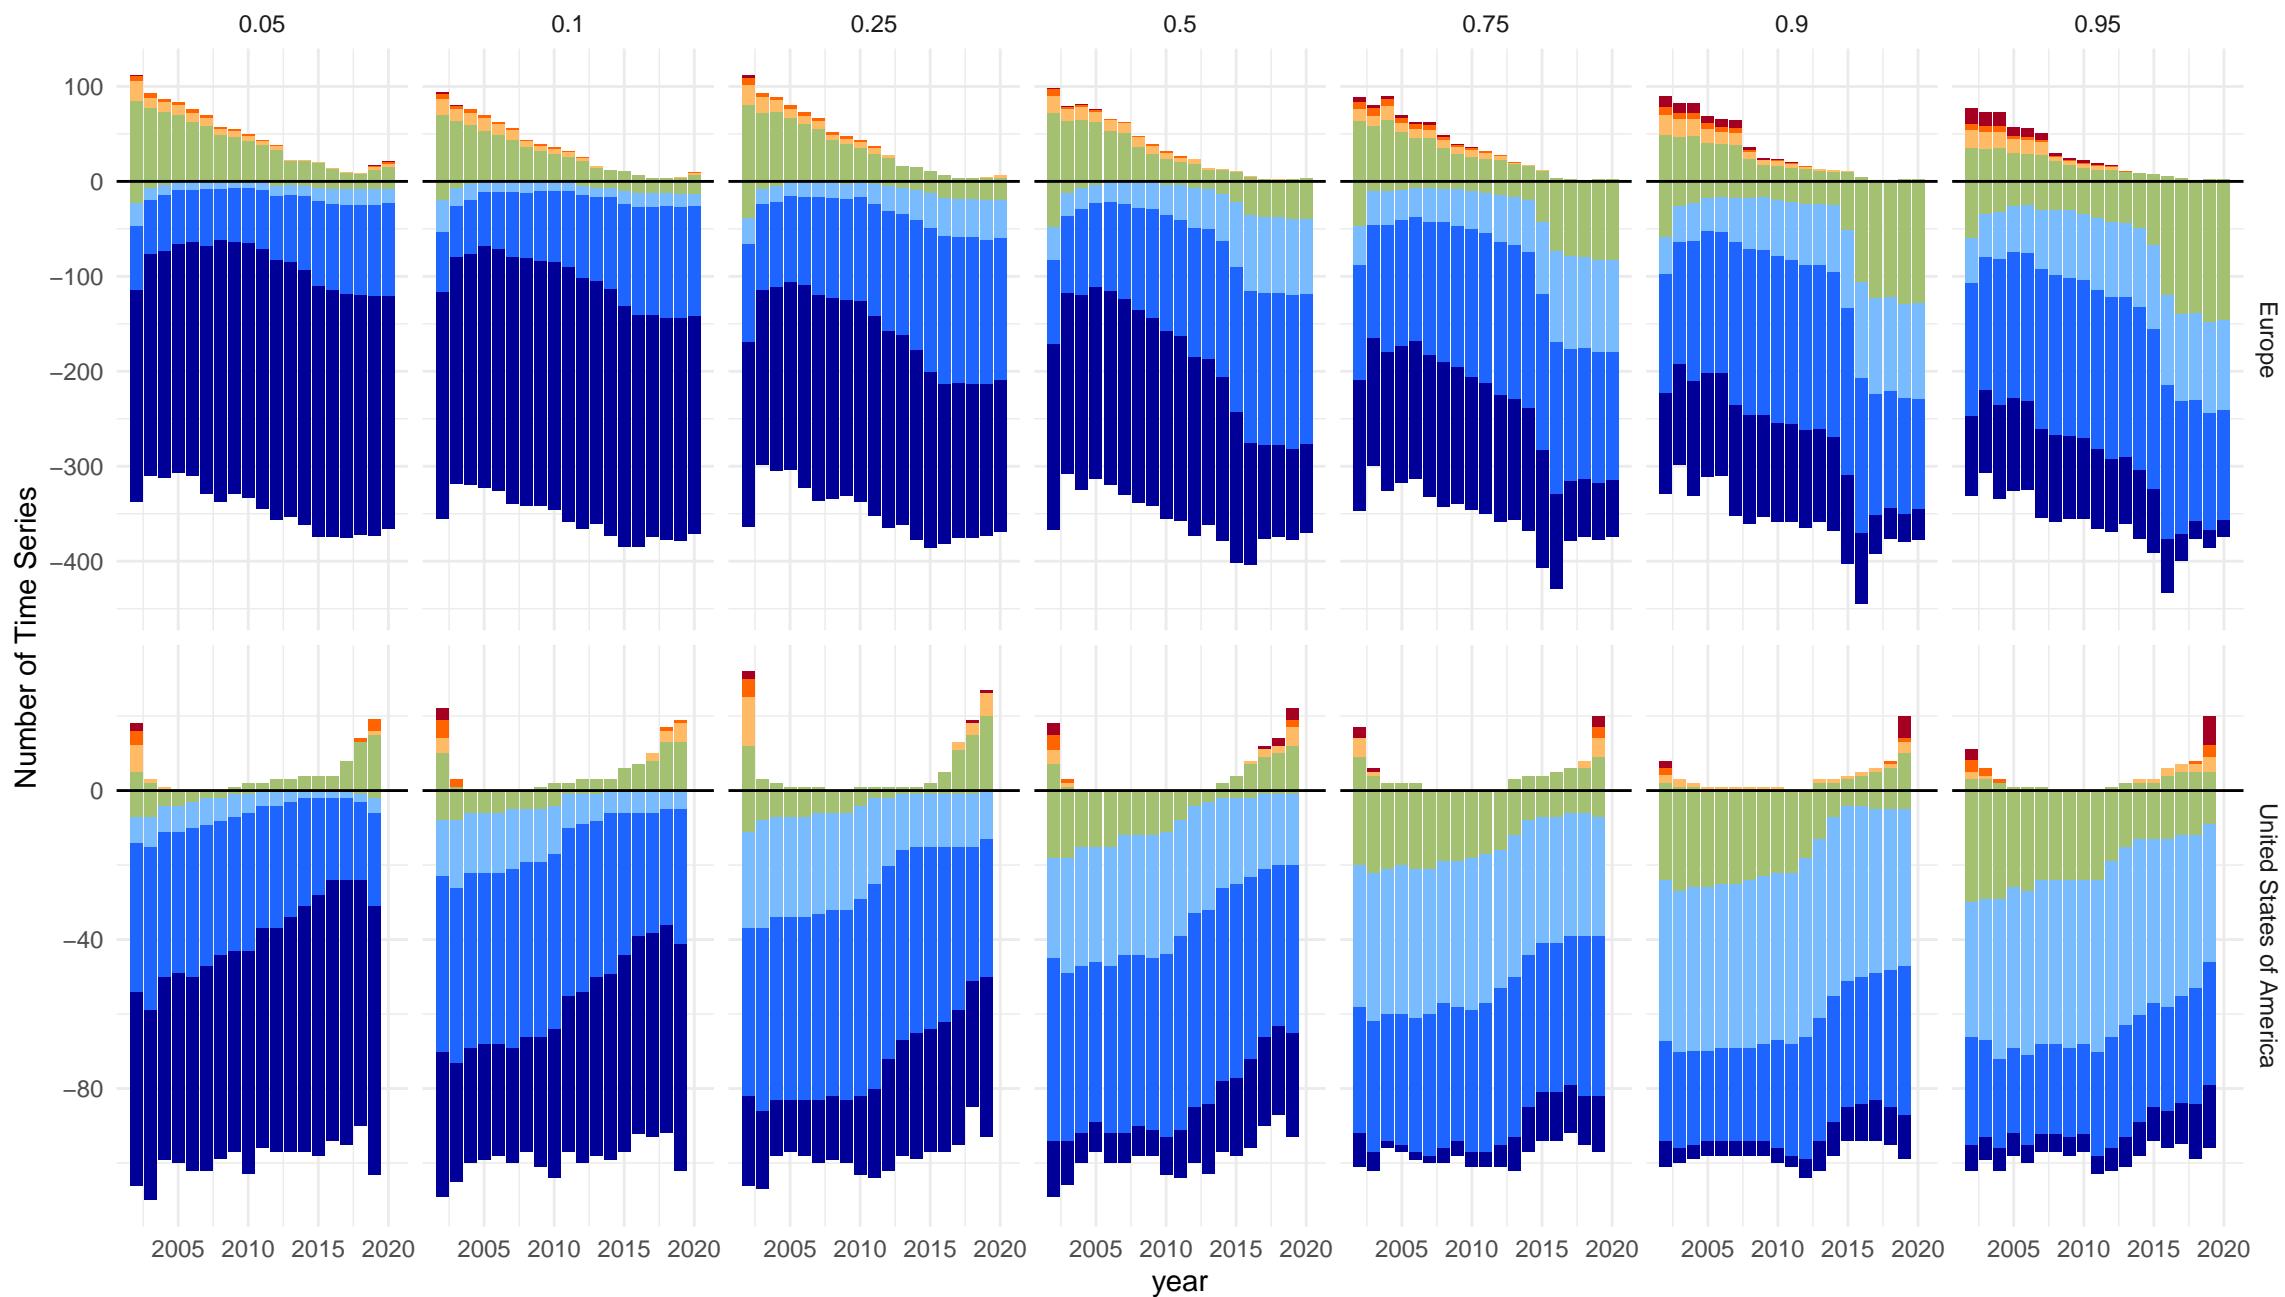 0.05 0.1 0.25 0.5 0.75 0.9 0.95
100
0
−100
−200
−300
−400
Europe
Number of Time Series
0
−40
−80
United States of America
2005 2010 2015 2020 2005 2010 2015 2020 2005 2010 2015 2020 2005 2010 2015 2020 2005 2010 2015 2020 2005 2010 2015 2020 2005 2010 2015 2020
year